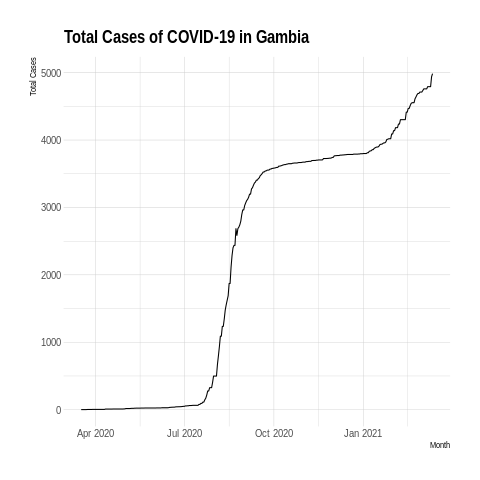 Total Cases of COVID-19 in Gambia
Total Cases
5000
4000
3000
2000
1000
0
Apr 2020
Jul 2020
Oct 2020
Jan 2021
Month